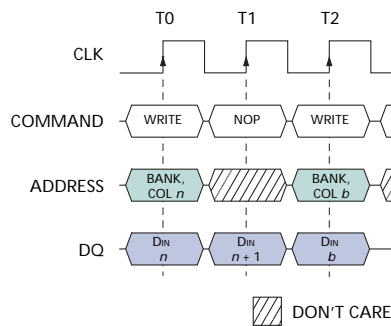 T0 T1 T2
CLK
COMMAND WRITE NOP WRITE
ADDRESS BANK, COL n BANK, COL b
DQ DIN n DIN n + 1 DIN b
DON'T CARE